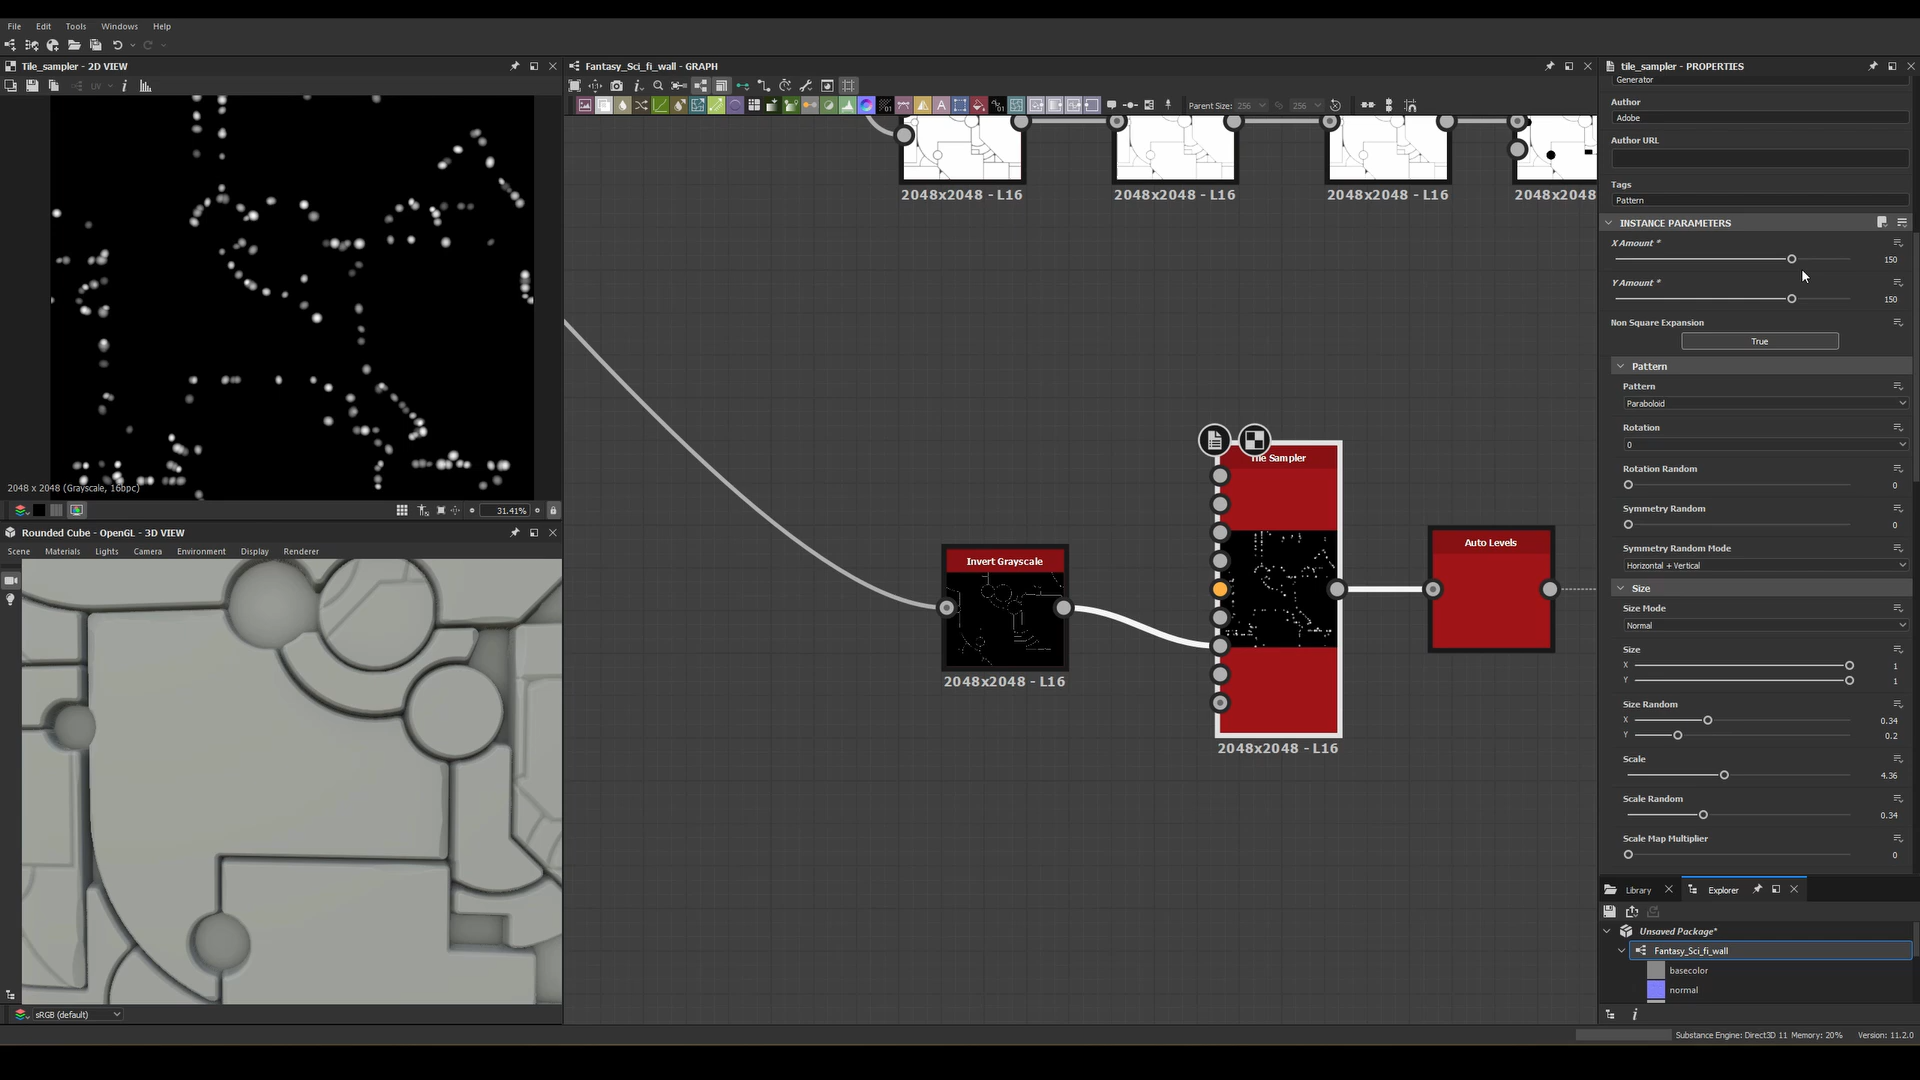 File Edit Tools Windows Help
Tile_sampler - 2D VIEW
UV
2048 x 2048 (Grayscale, 16bpc)
31.41%
Rounded Cube - OpenGL - 3D VIEW
Scene Materials Lights Camera Environment Display Renderer
sRGB (default)
Fantasy_Sci_fi_wall - GRAPH
Parent Size: 256 256
2048x2048 - L16
2048x2048 - L16
2048x2048 - L16
2048x2048
Invert Grayscale
2048x2048 - L16
Tile Sampler
2048x2048 - L16
Auto Levels
tile_sampler - PROPERTIES
Generator
Author
Adobe
Author URL
Tags
Pattern
INSTANCE PARAMETERS
X Amount *
150
Y Amount *
150
Non Square Expansion
True
Pattern
Pattern
Paraboloid
Rotation
0
Rotation Random
0
Symmetry Random
0
Symmetry Random Mode
Horizontal + Vertical
Size
Size Mode
Normal
Size
X 1
Y 1
Size Random
X 0.34
Y 0.2
Scale
4.36
Scale Random
0.34
Scale Map Multiplier
0
Library Explorer
Unsaved Package*
Fantasy_Sci_fi_wall
basecolor
normal
Substance Engine: Direct3D 11 Memory: 20% Version: 11.2.0